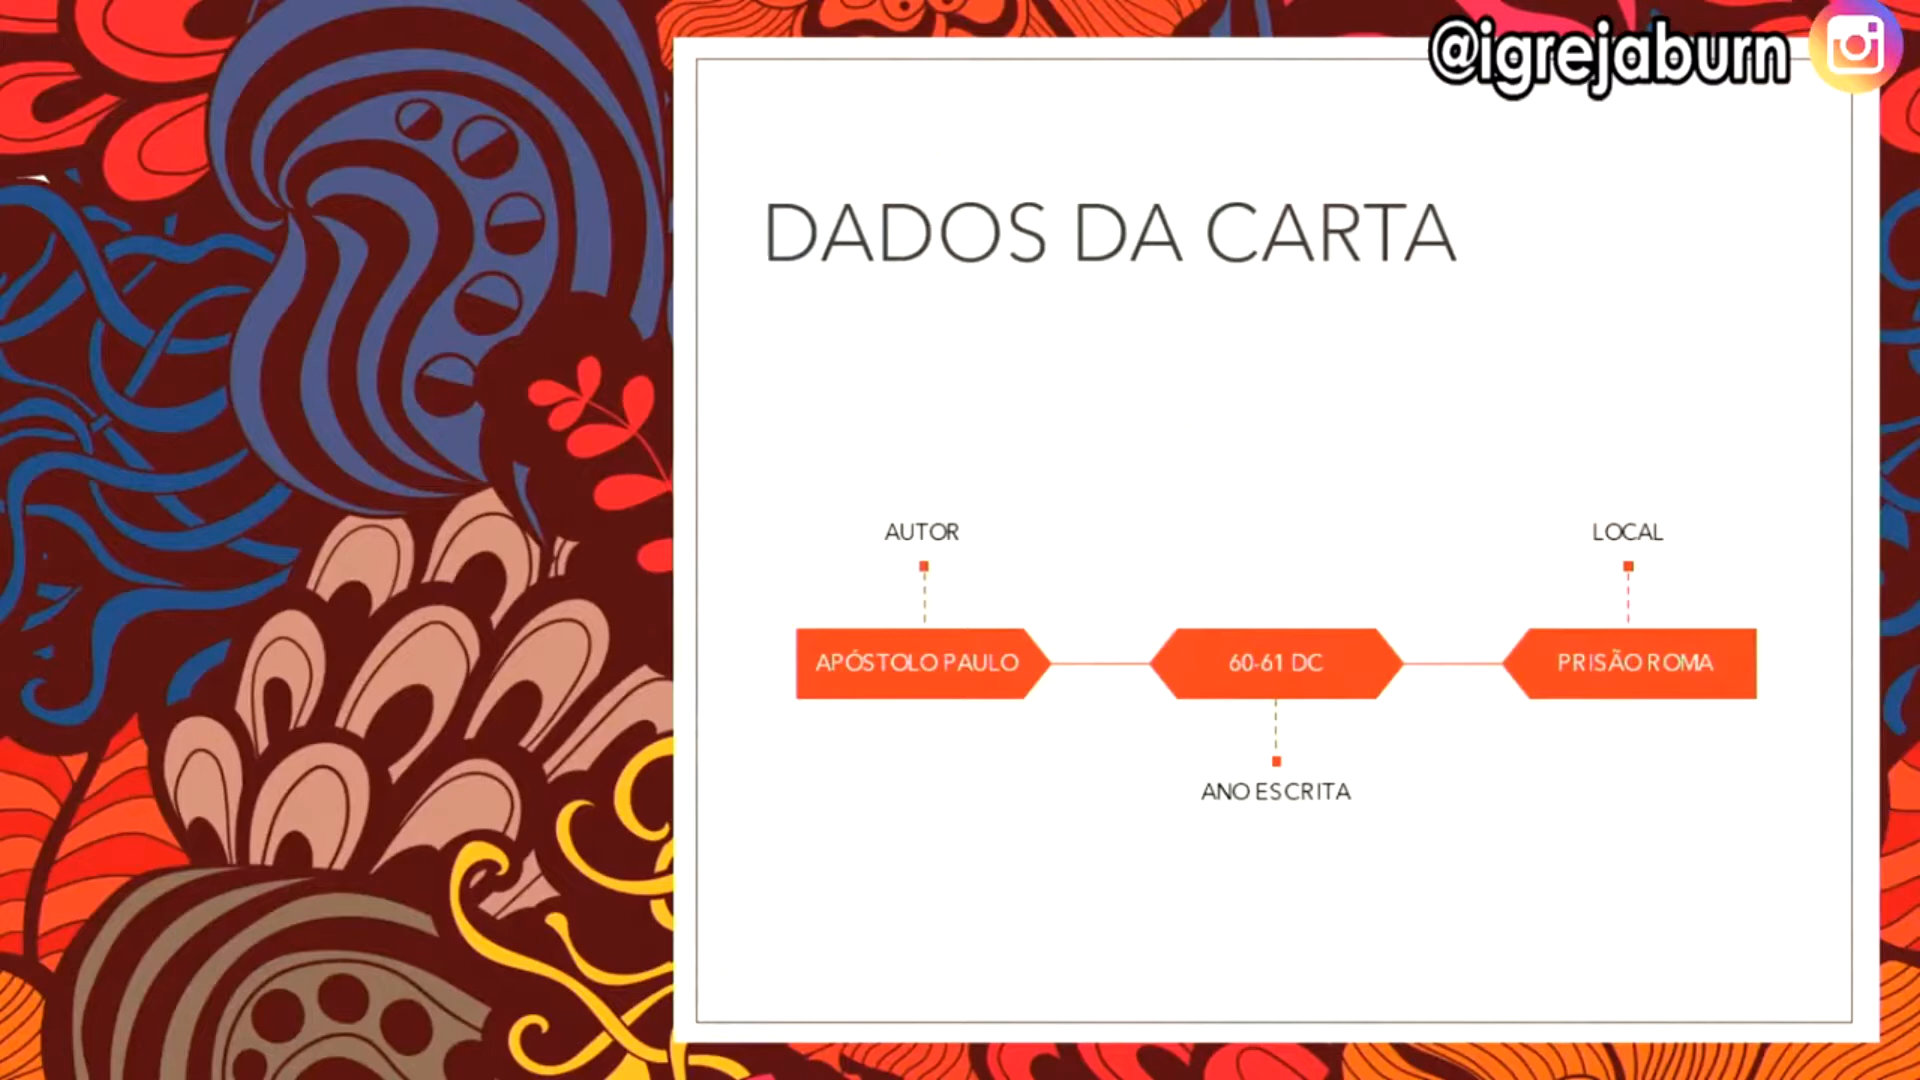 @igrejaburn
DADOS DA CARTA
AUTOR
LOCAL
APÓSTOLO PAULO
60-61 DC
PRISÃO ROMA
ANO ESCRITA